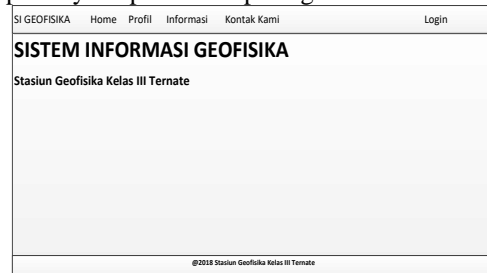 SI GEOFISIKA Home Profil Informasi Kontak Kami Login
SISTEM INFORMASI GEOFISIKA
Stasiun Geofisika Kelas III Ternate
@2018 Stasiun Geofisika Kelas III Ternate